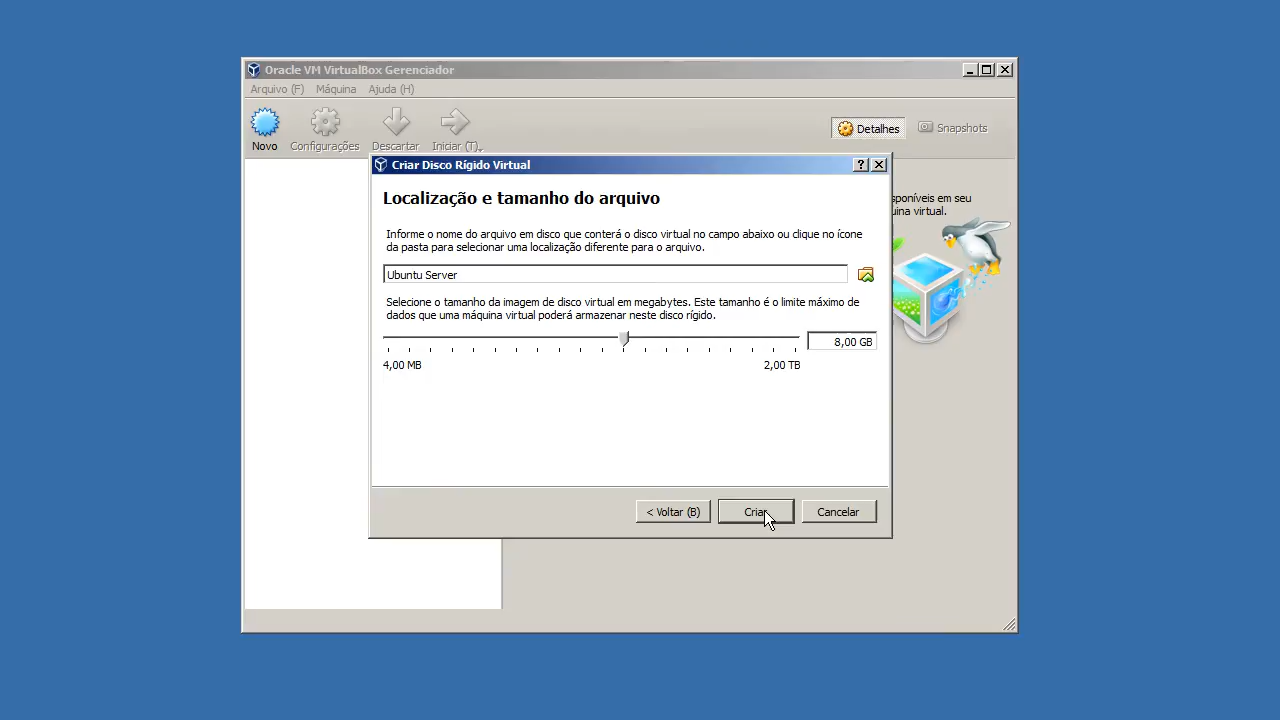 Oracle VM VirtualBox Gerenciador
Arquivo (F) Máquina Ajuda (H)
Novo Configurações Descartar Iniciar (T)
Detalhes Snapshots
Criar Disco Rígido Virtual
Localização e tamanho do arquivo
Informe o nome do arquivo em disco que conterá o disco virtual no campo abaixo ou clique no ícone
da pasta para selecionar uma localização diferente para o arquivo.
Ubuntu Server
Selecione o tamanho da imagem de disco virtual em megabytes. Este tamanho é o limite máximo de
dados que uma máquina virtual poderá armazenar neste disco rígido.
8,00 GB
4,00 MB 2,00 TB
em seu
virtual.
< Voltar (B) Criar Cancelar